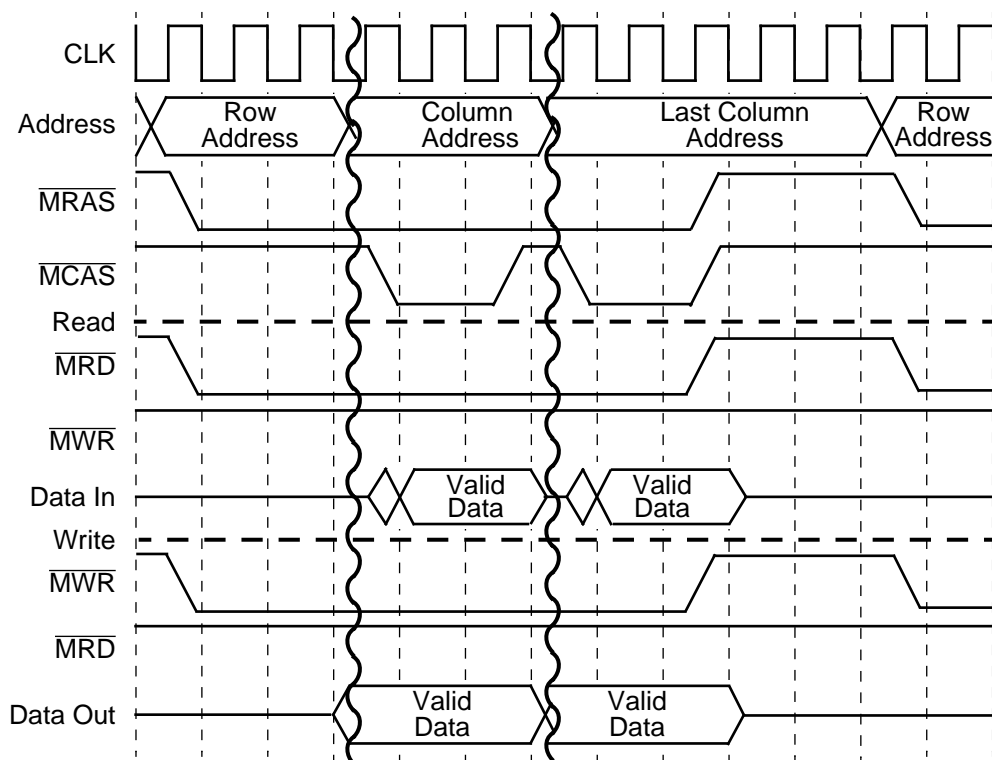 CLK
Address
Row
Address
Column
Address
Last Column
Address
Row
Address
MRAS
MCAS
Read
MRD
MWR
Data In
Valid
Data
Valid
Data
Write
MWR
MRD
Data Out
Valid
Data
Valid
Data